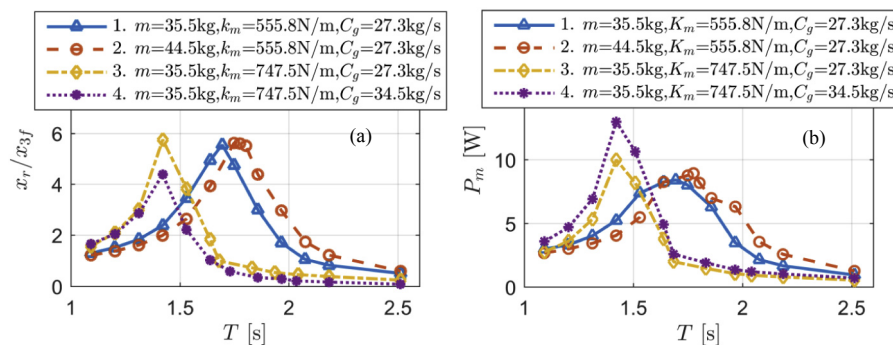 1. m=35.5kg,k_m=555.8N/m,C_g=27.3kg/s
2. m=44.5kg,k_m=555.8N/m,C_g=27.3kg/s
3. m=35.5kg,k_m=747.5N/m,C_g=27.3kg/s
4. m=35.5kg,k_m=747.5N/m,C_g=34.5kg/s
(a)
x_r/x_3f
6
4
2
0
1 1.5 2 2.5
T [s]
1. m=35.5kg,K_m=555.8N/m,C_g=27.3kg/s
2. m=44.5kg,K_m=555.8N/m,C_g=27.3kg/s
3. m=35.5kg,K_m=747.5N/m,C_g=27.3kg/s
4. m=35.5kg,K_m=747.5N/m,C_g=34.5kg/s
(b)
P_m [W]
10
5
0
1 1.5 2 2.5
T [s]